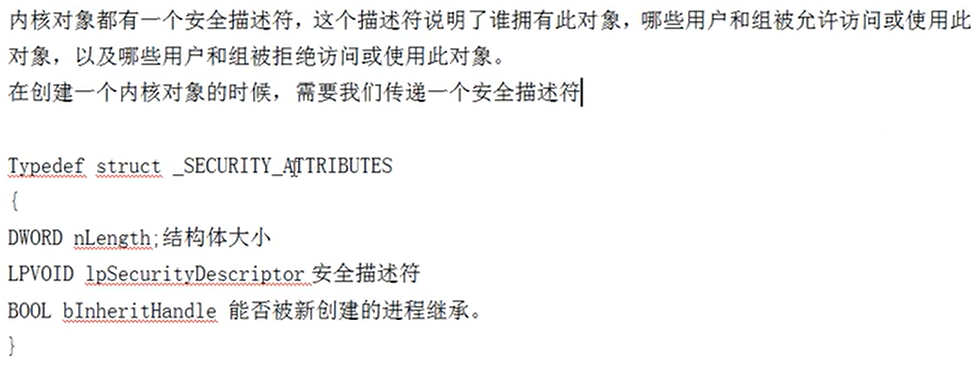 内核对象都有一个安全描述符，这个描述符说明了谁拥有此对象，哪些用户和组被允许访问或使用此
对象，以及哪些用户和组被拒绝访问或使用此对象。
在创建一个内核对象的时候，需要我们传递一个安全描述符
Typedef struct _SECURITY_ATTRIBUTES
{
DWORD nLength;结构体大小
LPVOID lpSecurityDescriptor 安全描述符
BOOL bInheritHandle 能否被新创建的进程继承。
}